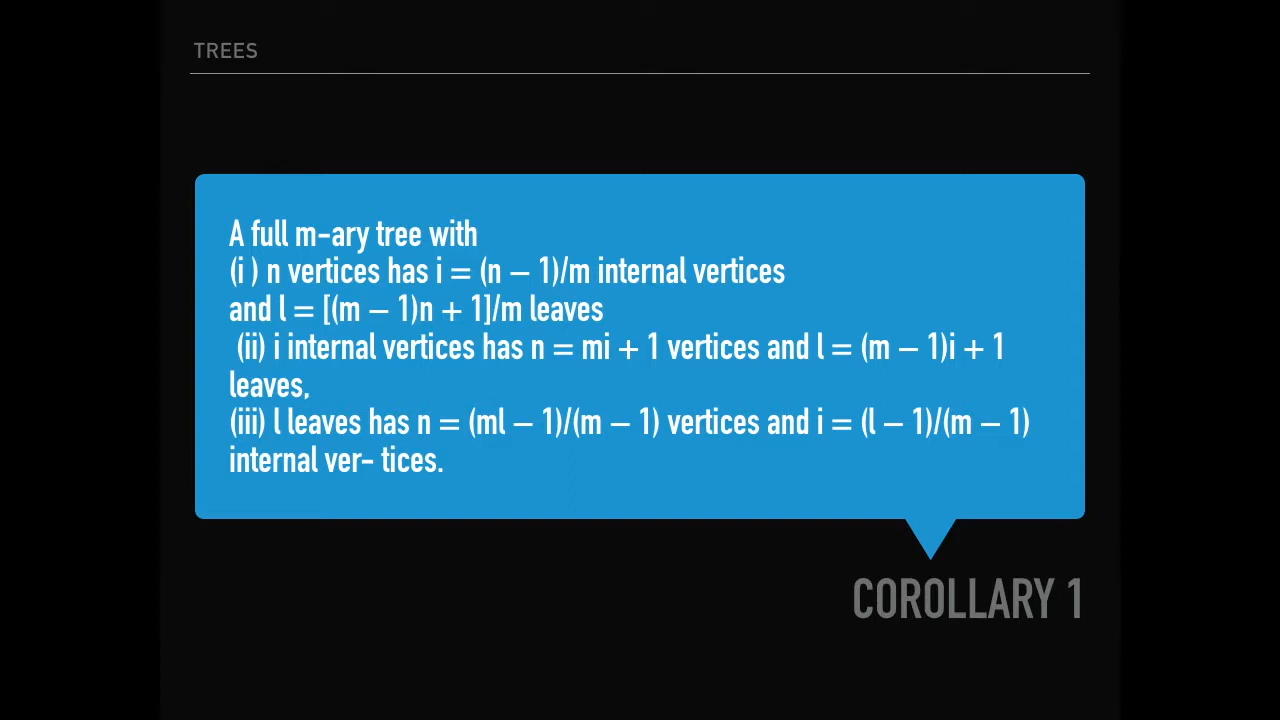 TREES
A full m-ary tree with
(i ) n vertices has i = (n − 1)/m internal vertices
and l = [(m − 1)n + 1]/m leaves
(ii) i internal vertices has n = mi + 1 vertices and l = (m − 1)i + 1
leaves,
(iii) l leaves has n = (ml − 1)/(m − 1) vertices and i = (l − 1)/(m − 1)
internal ver- tices.
COROLLARY 1